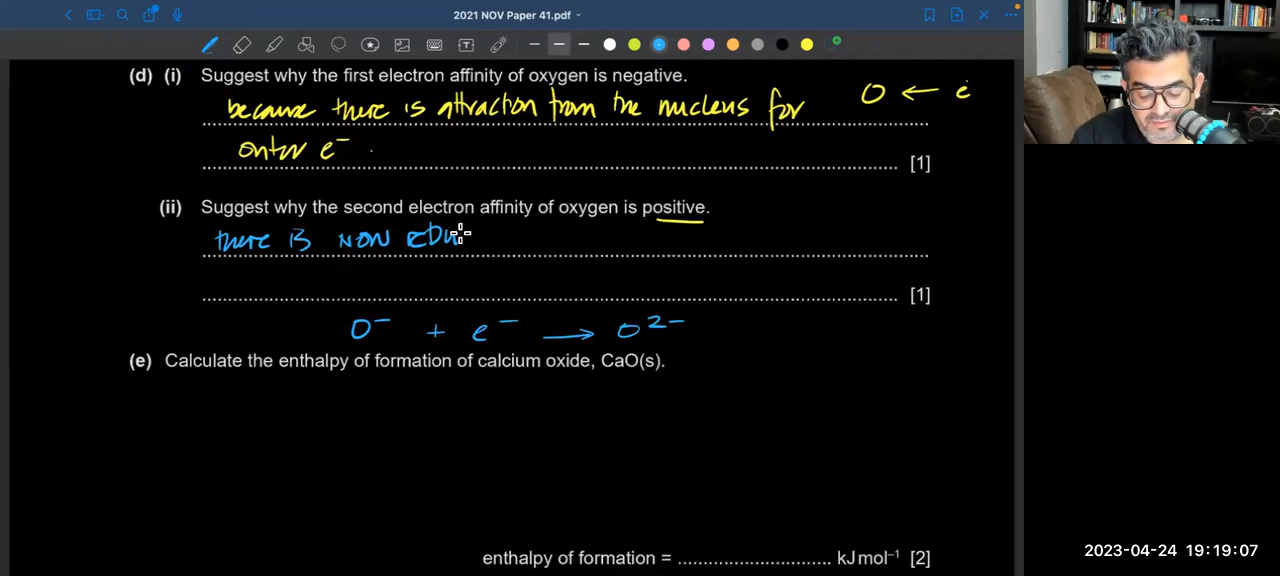 2021 NOV Paper 41.pdf
(d) (i) Suggest why the first electron affinity of oxygen is negative.
because there is attraction from the nucleus for
O ← e
outer e⁻ .
[1]
(ii) Suggest why the second electron affinity of oxygen is positive.
there is now
[1]
O⁻ + e⁻ → O²⁻
(e) Calculate the enthalpy of formation of calcium oxide, CaO(s).
enthalpy of formation = .............................. kJ mol⁻¹ [2]
2023-04-24 19:19:07